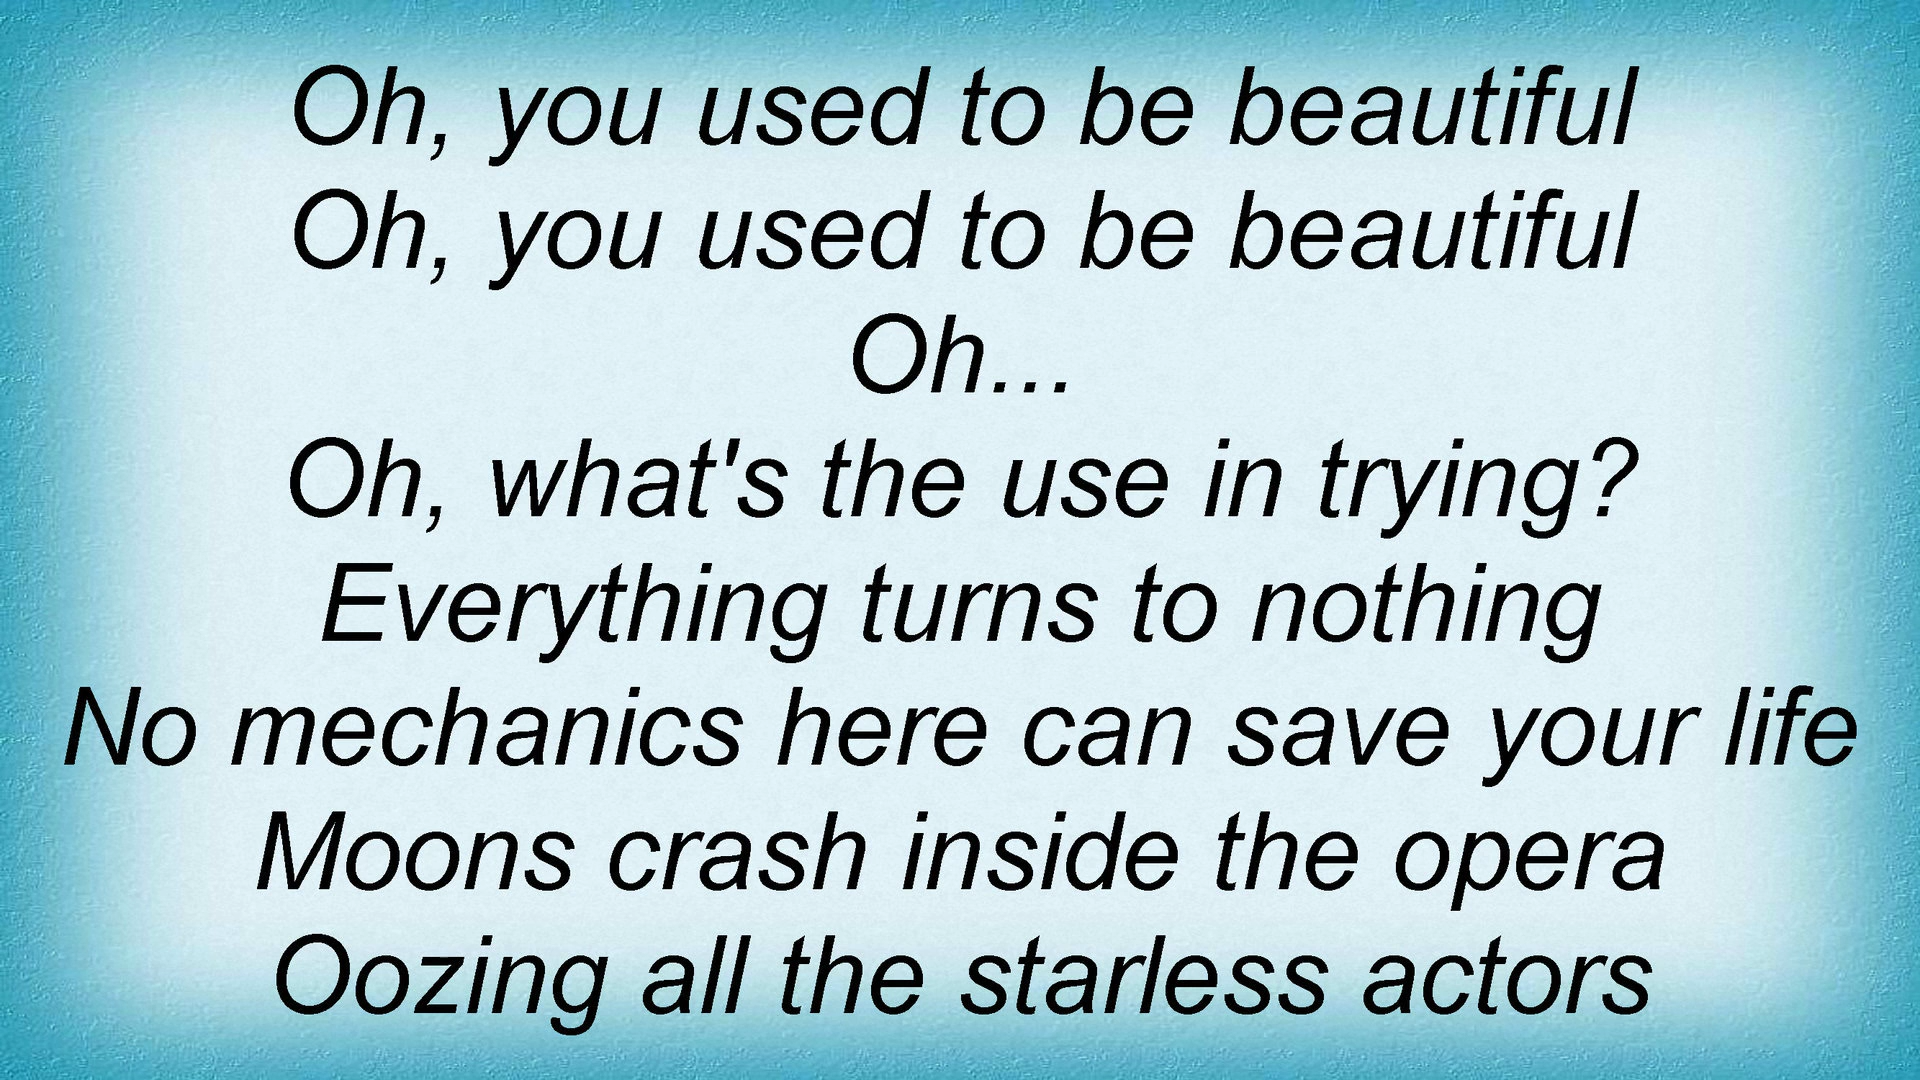 Oh, you used to be beautiful
Oh, you used to be beautiful
Oh...
Oh, what's the use in trying?
Everything turns to nothing
No mechanics here can save your life
Moons crash inside the opera
Oozing all the starless actors